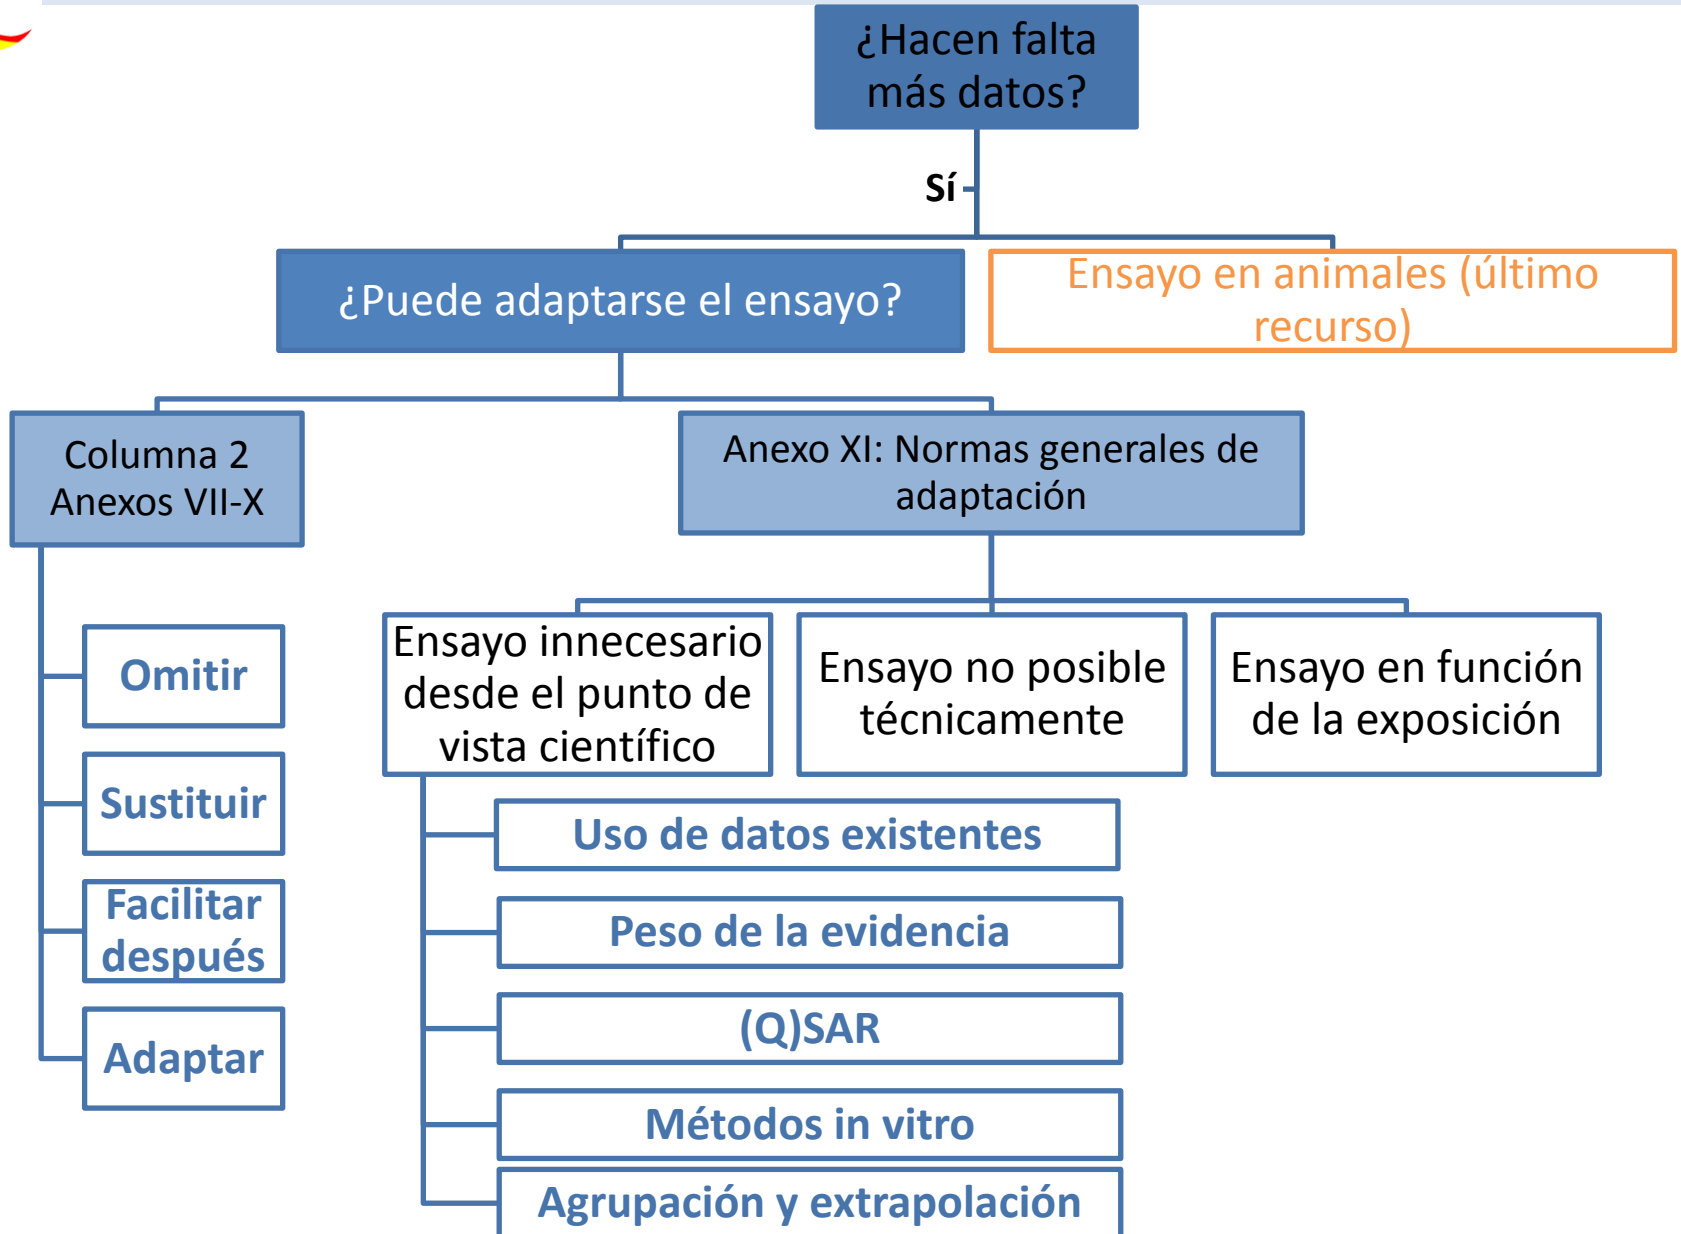 ¿Hacen falta
más datos?
Sí
¿Puede adaptarse el ensayo?
Ensayo en animales (último
recurso)
Columna 2
Anexos VII-X
Anexo XI: Normas generales de
adaptación
Omitir
Sustituir
Facilitar
después
Adaptar
Ensayo innecesario
desde el punto de
vista científico
Ensayo no posible
técnicamente
Ensayo en función
de la exposición
Uso de datos existentes
Peso de la evidencia
(Q)SAR
Métodos in vitro
Agrupación y extrapolación